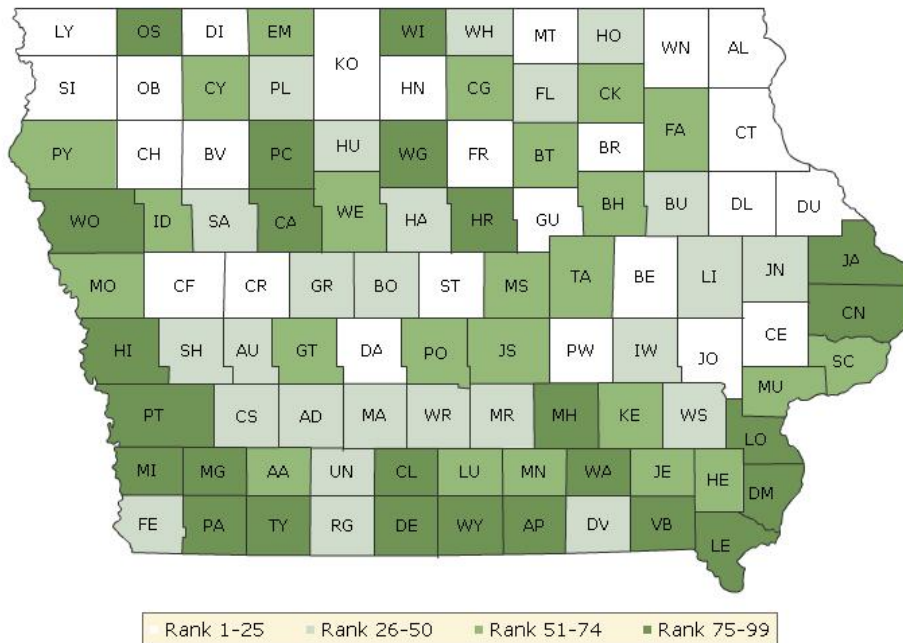 LY OS DI EM WI WH MT HO WN AL
KO
SI OB CY PL HN CG FL CK
PY CH BV PC HU WG FR BT BR FA CT
WO ID SA CA WE HA HR GU BH BU DL DU
MO CF CR GR BO ST MS TA BE LI JN JA
CN
HI SH AU GT DA PO JS PW IW JO CE SC
MU
PT CS AD MA WR MR MH KE WS LO
MI MG AA UN CL LU MN WA JE HE DM
FE PA TY RG DE WY AP DV VB LE
Rank 1-25 Rank 26-50 Rank 51-74 Rank 75-99